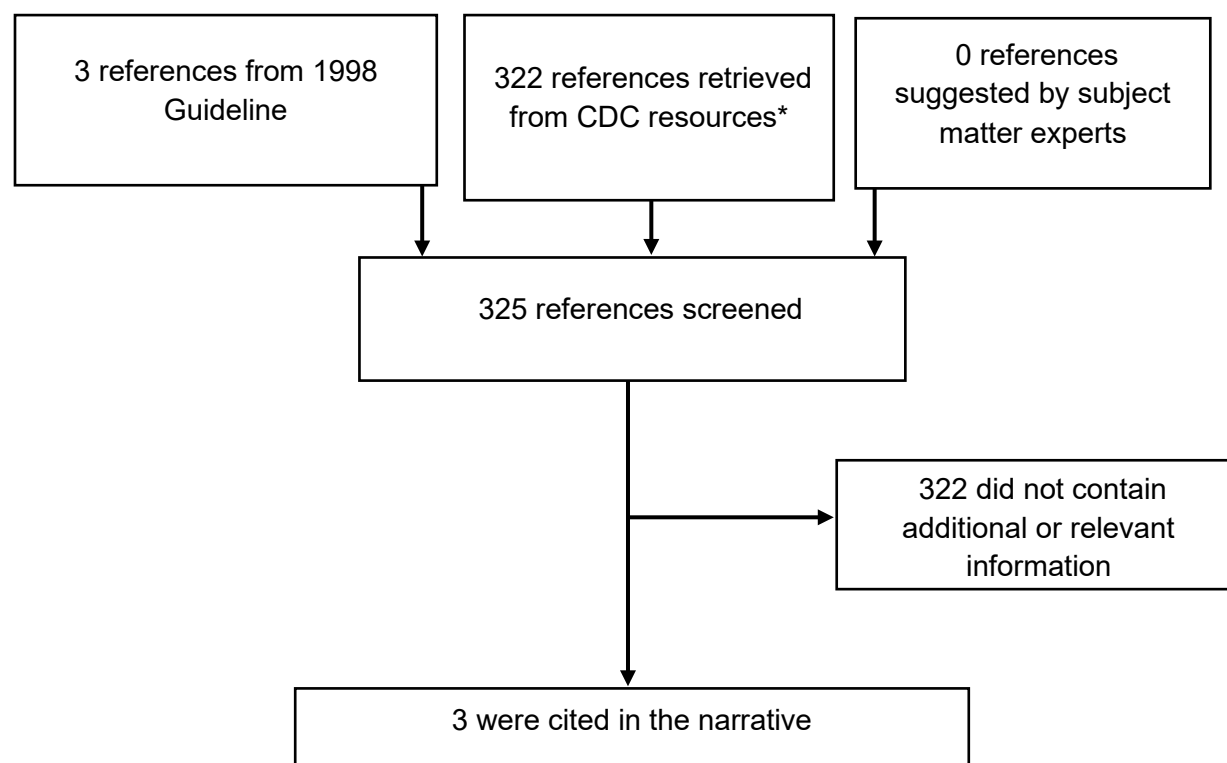 3 references from 1998
Guideline
322 references retrieved
from CDC resources*
0 references
suggested by subject
matter experts
325 references screened
322 did not contain
additional or relevant
information
3 were cited in the narrative